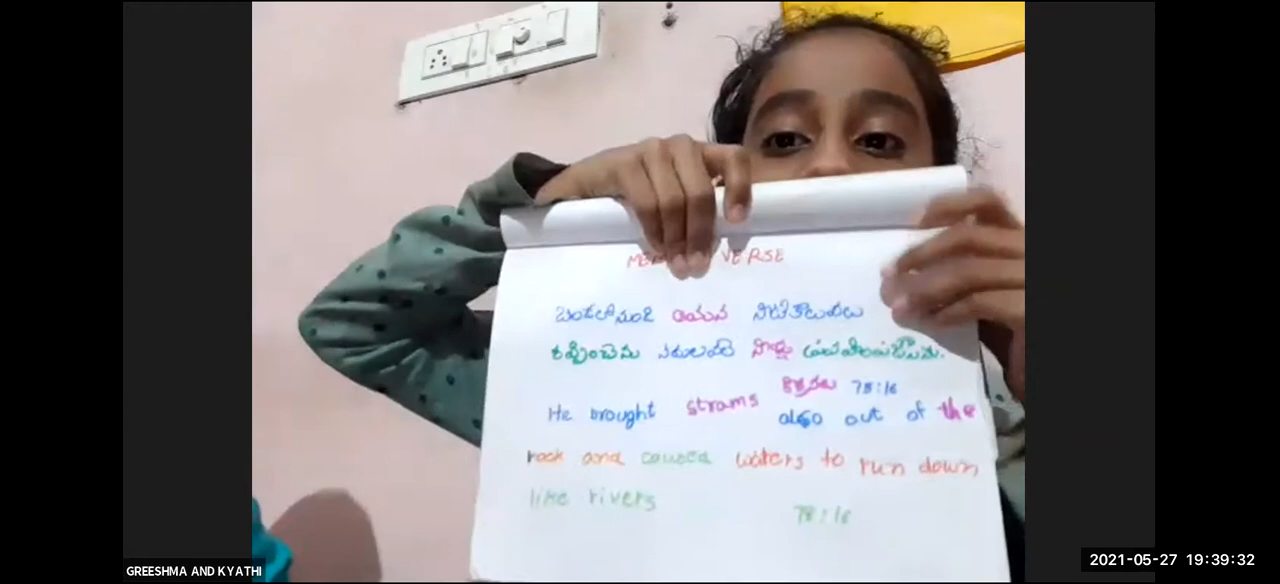 VERSE
బండలోనుండి ఆయన నీటికాలువలు
రప్పించెను నదులవలె నీళ్లు ప్రవహింపజేసెను.
కీర్తనలు 78:16
He brought strams also out of the
rock and caused waters to run down
like rivers
78:16
GREESHMA AND KYATHI
2021-05-27 19:39:32